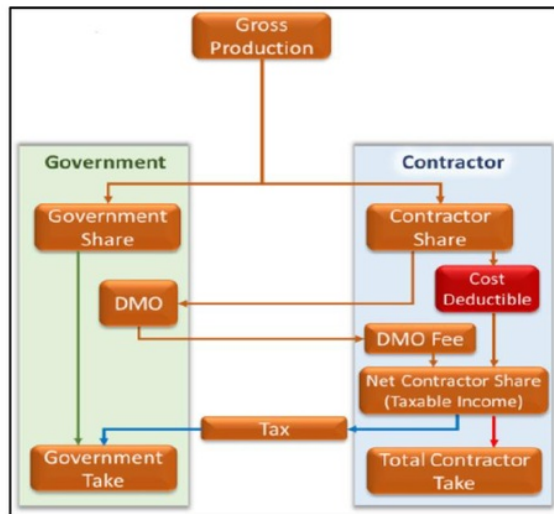 Gross
Production
Government
Contractor
Government
Share
Contractor
Share
Cost
Deductible
DMO
DMO Fee
Net Contractor Share
(Taxable Income)
Tax
Government
Take
Total Contractor
Take